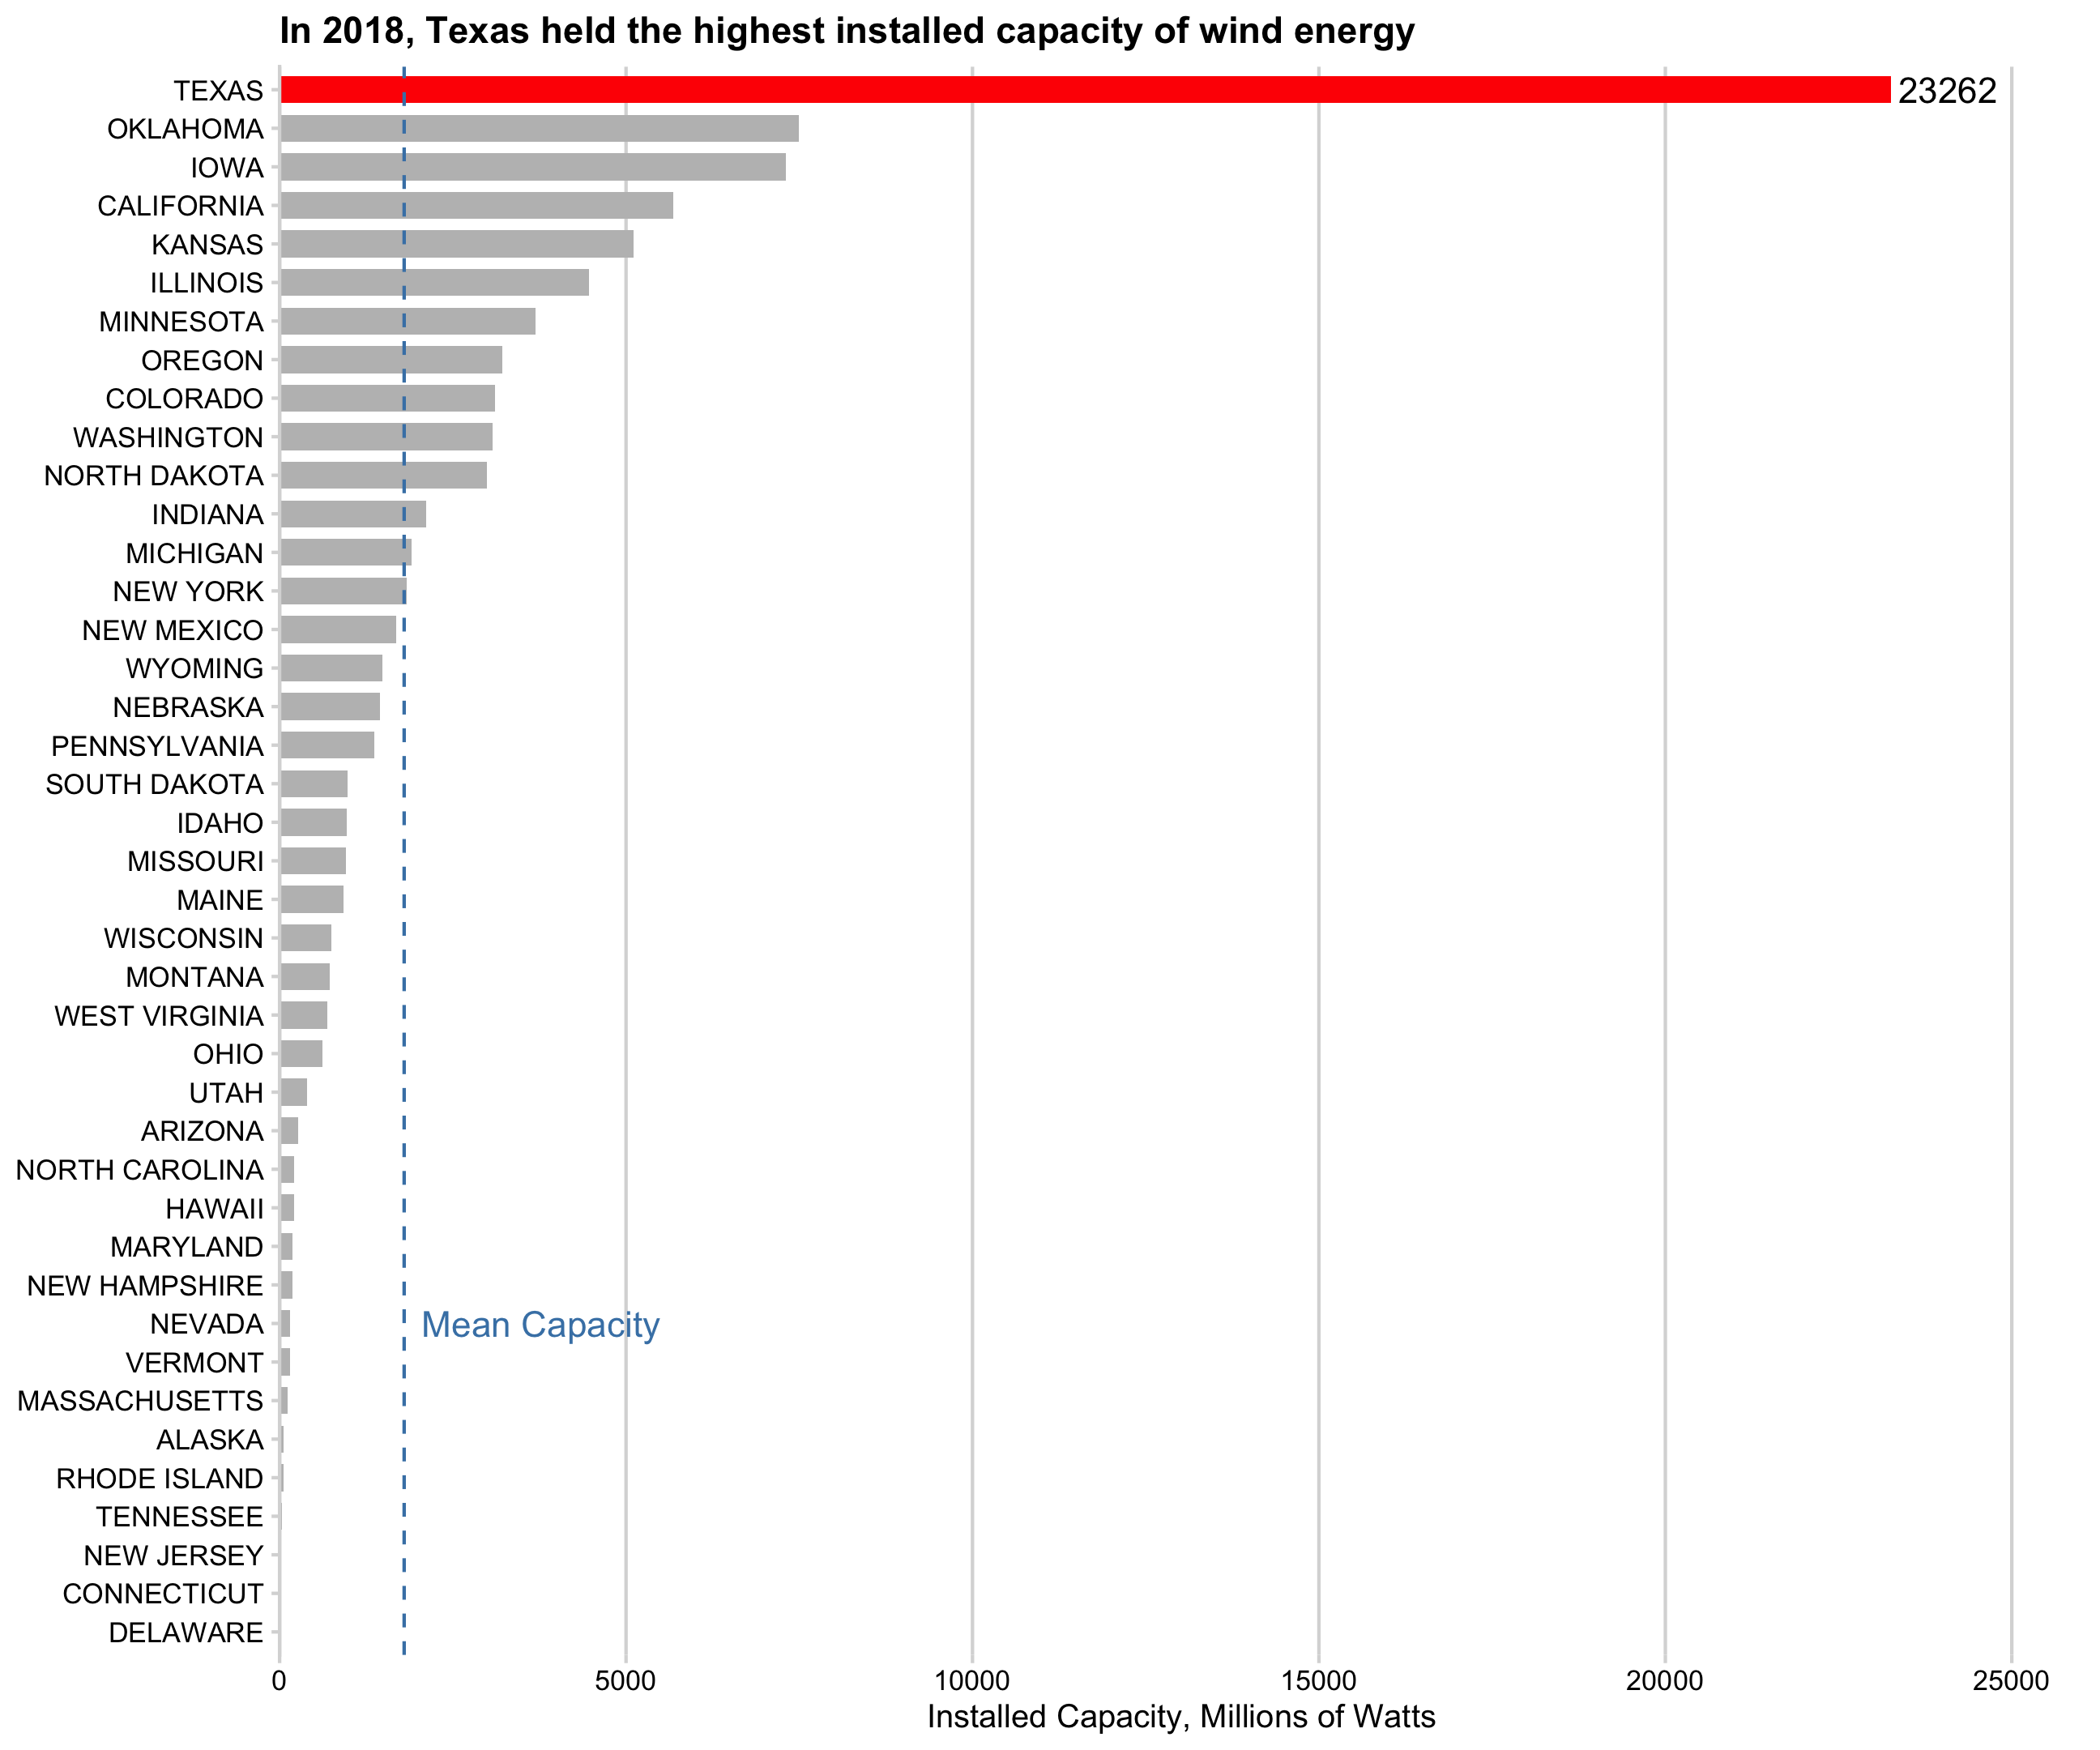 In 2018, Texas held the highest installed capacity of wind energy
TEXAS
23262
OKLAHOMA
IOWA
CALIFORNIA
KANSAS
ILLINOIS
MINNESOTA
OREGON
COLORADO
WASHINGTON
NORTH DAKOTA
INDIANA
MICHIGAN
NEW YORK
NEW MEXICO
WYOMING
NEBRASKA
PENNSYLVANIA
SOUTH DAKOTA
IDAHO
MISSOURI
MAINE
WISCONSIN
MONTANA
WEST VIRGINIA
OHIO
UTAH
ARIZONA
NORTH CAROLINA
HAWAII
MARYLAND
NEW HAMPSHIRE
NEVADA
Mean Capacity
VERMONT
MASSACHUSETTS
ALASKA
RHODE ISLAND
TENNESSEE
NEW JERSEY
CONNECTICUT
DELAWARE
0 5000 10000 15000 20000 25000
Installed Capacity, Millions of Watts